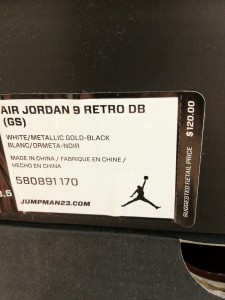 AIR JORDAN 9 RETRO DB
(GS)
WHITE/METALLIC GOLD-BLACK
BLANC/ORMETA-NOIR
MADE IN CHINA / FABRIQUE EN CHINE /
HECHO EN CHINA
580891 170
JUMPMAN23.COM
SUGGESTED RETAIL PRICE $120.00